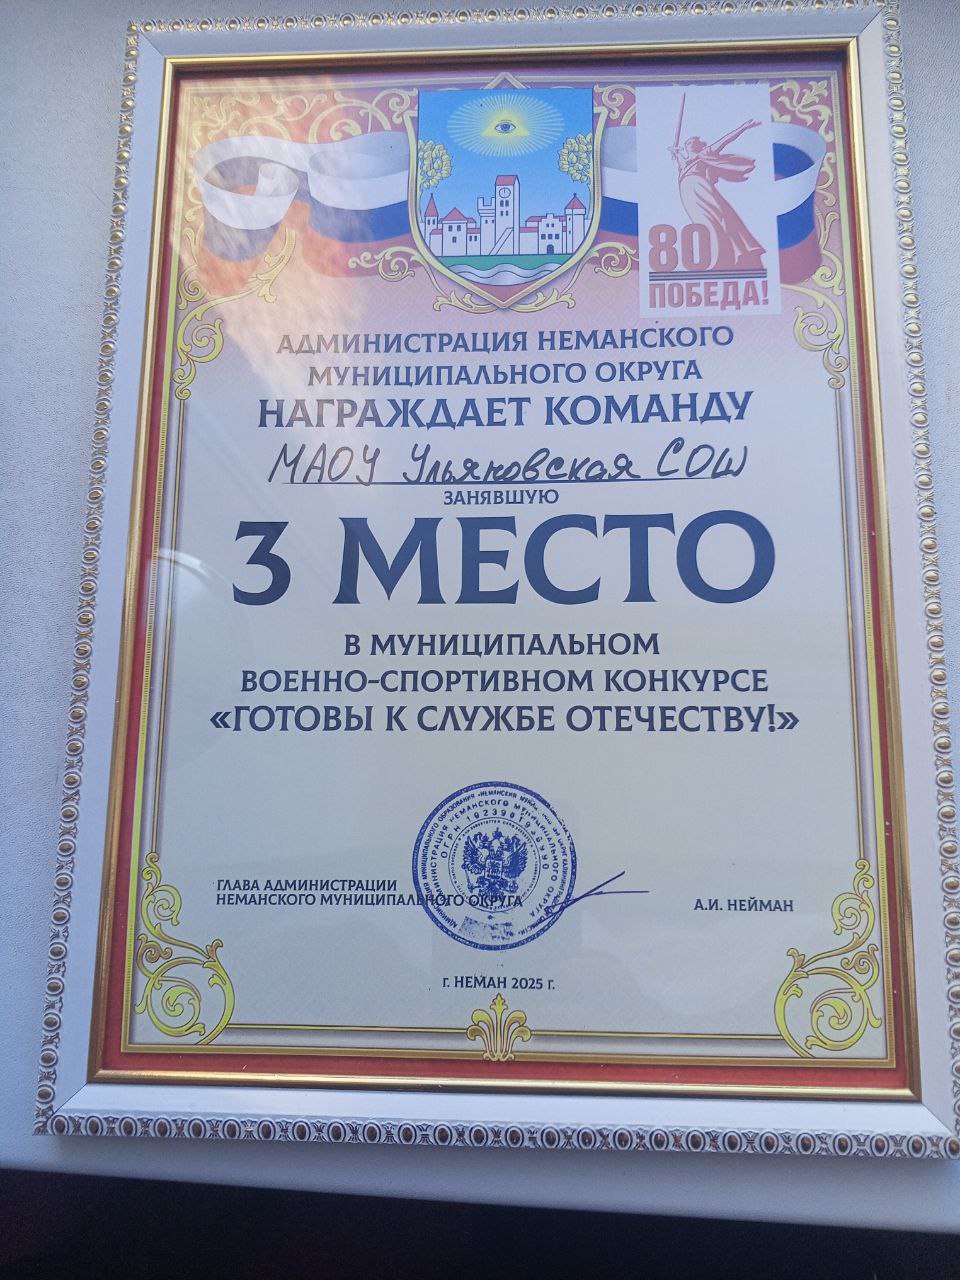 80
ПОБЕДА!
АДМИНИСТРАЦИЯ НЕМАНСКОГО
МУНИЦИПАЛЬНОГО ОКРУГА
НАГРАЖДАЕТ КОМАНДУ
МАОУ Ульяновская СОШ
ЗАНЯВШУЮ
3 МЕСТО
В МУНИЦИПАЛЬНОМ
ВОЕННО-СПОРТИВНОМ КОНКУРСЕ
«ГОТОВЫ К СЛУЖБЕ ОТЕЧЕСТВУ!»
ГЛАВА АДМИНИСТРАЦИИ
НЕМАНСКОГО МУНИЦИПАЛЬНОГО ОКРУГА
А.И. НЕЙМАН
г. НЕМАН 2025 г.